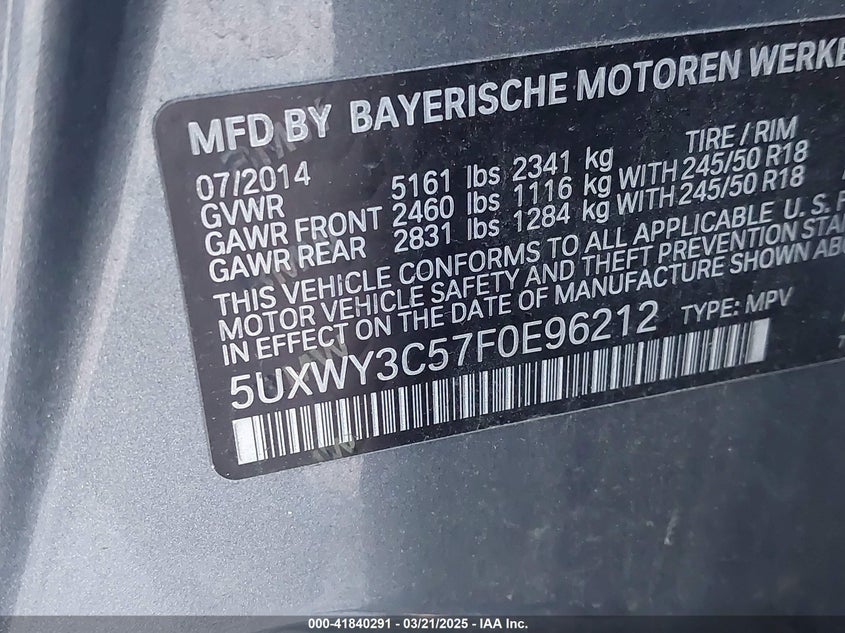 MFD BY BAYERISCHE MOTOREN WERKE
07/2014 TIRE / RIM
GVWR 5161 lbs 2341 kg
GAWR FRONT 2460 lbs 1116 kg WITH 245/50 R18
GAWR REAR 2831 lbs 1284 kg WITH 245/50 R18
THIS VEHICLE CONFORMS TO ALL APPLICABLE U.S. F
MOTOR VEHICLE SAFETY AND THEFT PREVENTION STA
IN EFFECT ON THE DATE OF MANUFACTURE SHOWN ABO
5UXWY3C57F0E96212 TYPE: MPV
000-41840291 - 03/21/2025 - IAA Inc.